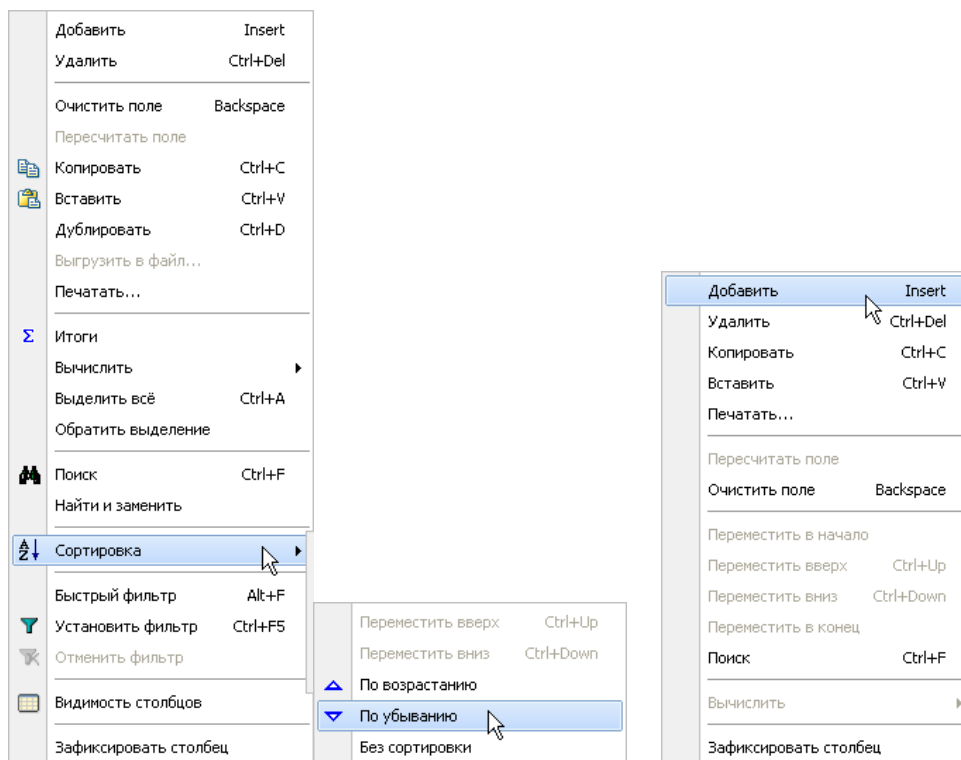 Добавить Insert
Удалить Ctrl+Del
Очистить поле Backspace
Пересчитать поле
Копировать Ctrl+C
Вставить Ctrl+V
Дублировать Ctrl+D
Выгрузить в файл...
Печатать...
Σ Итоги
Вычислить
Выделить всё Ctrl+A
Обратить выделение
Поиск Ctrl+F
Найти и заменить
Сортировка
Быстрый фильтр Alt+F
Установить фильтр Ctrl+F5
Отменить фильтр
Видимость столбцов
Зафиксировать столбец
Переместить вверх Ctrl+Up
Переместить вниз Ctrl+Down
По возрастанию
По убыванию
Без сортировки
Добавить Insert
Удалить Ctrl+Del
Копировать Ctrl+C
Вставить Ctrl+V
Печатать...
Пересчитать поле
Очистить поле Backspace
Переместить в начало
Переместить вверх Ctrl+Up
Переместить вниз Ctrl+Down
Переместить в конец
Поиск Ctrl+F
Вычислить
Зафиксировать столбец